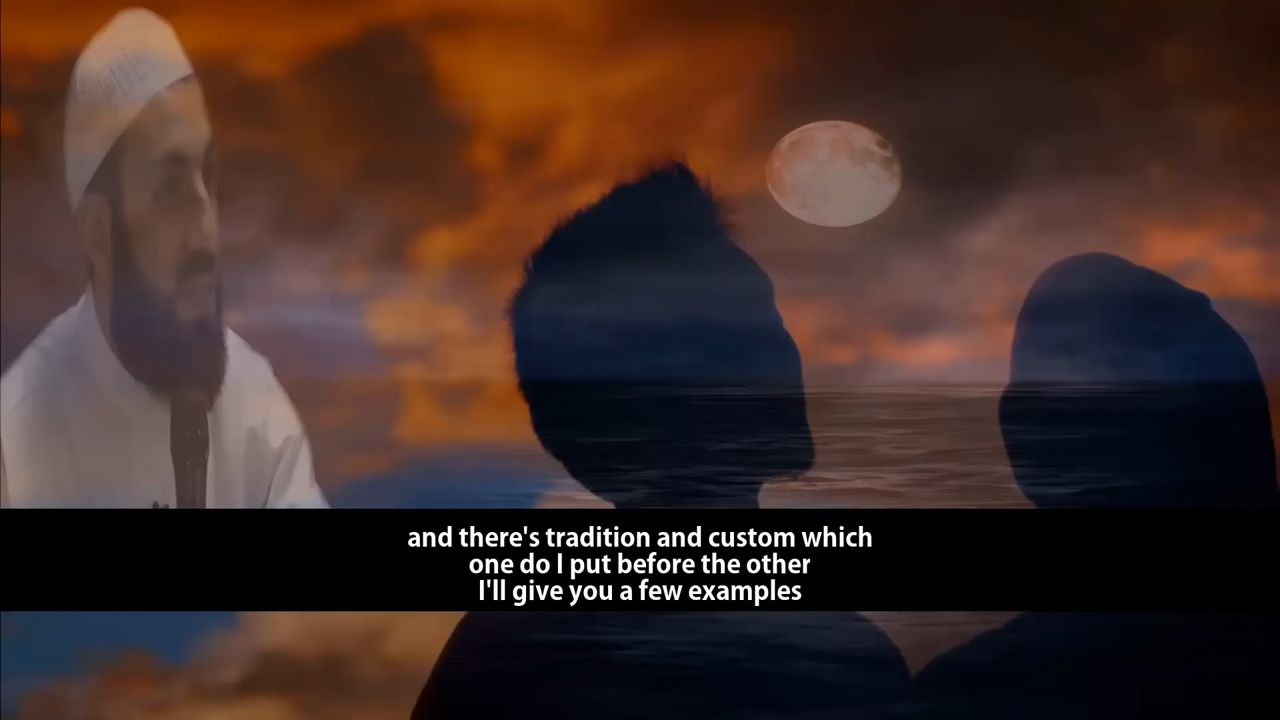 and there's tradition and custom which
one do I put before the other
I'll give you a few examples